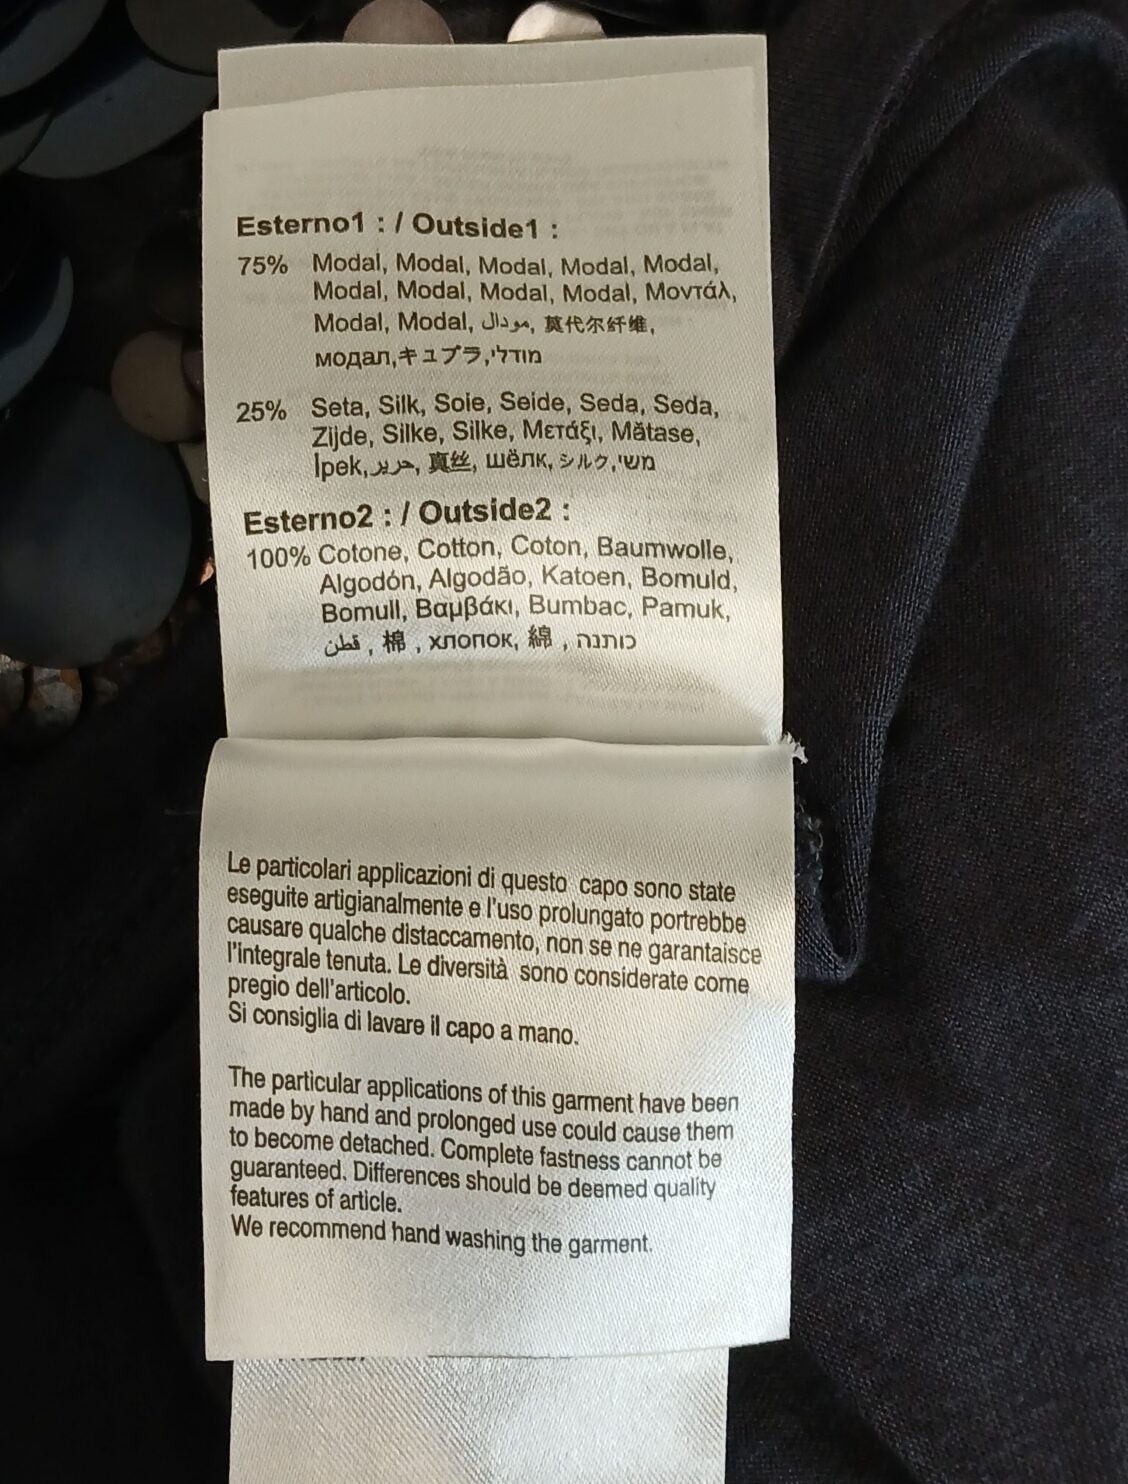 Esterno1 : / Outside1 :
75% Modal, Modal, Modal, Modal, Modal,
Modal, Modal, Modal, Modal, Μοντάλ,
Modal, Modal, مودال, 莫代尔纤维,
модал,キュプラ,מודלי
25% Seta, Silk, Soie, Seide, Seda, Seda,
Zijde, Silke, Silke, Μετάξι, Mătase,
İpek,حرير, 真丝, шёлк, シルク,משי
Esterno2 : / Outside2 :
100% Cotone, Cotton, Coton, Baumwolle,
Algodón, Algodão, Katoen, Bomuld,
Bomull, Βαμβάκι, Bumbac, Pamuk,
قطن , 棉 , хлопок, 綿 , כותנה
Le particolari applicazioni di questo capo sono state
eseguite artigianalmente e l'uso prolungato portrebbe
causare qualche distaccamento, non se ne garantaisce
l'integrale tenuta. Le diversità sono considerate come
pregio dell'articolo.
Si consiglia di lavare il capo a mano.
The particular applications of this garment have been
made by hand and prolonged use could cause them
to become detached. Complete fastness cannot be
guaranteed. Differences should be deemed quality
features of article.
We recommend hand washing the garment.